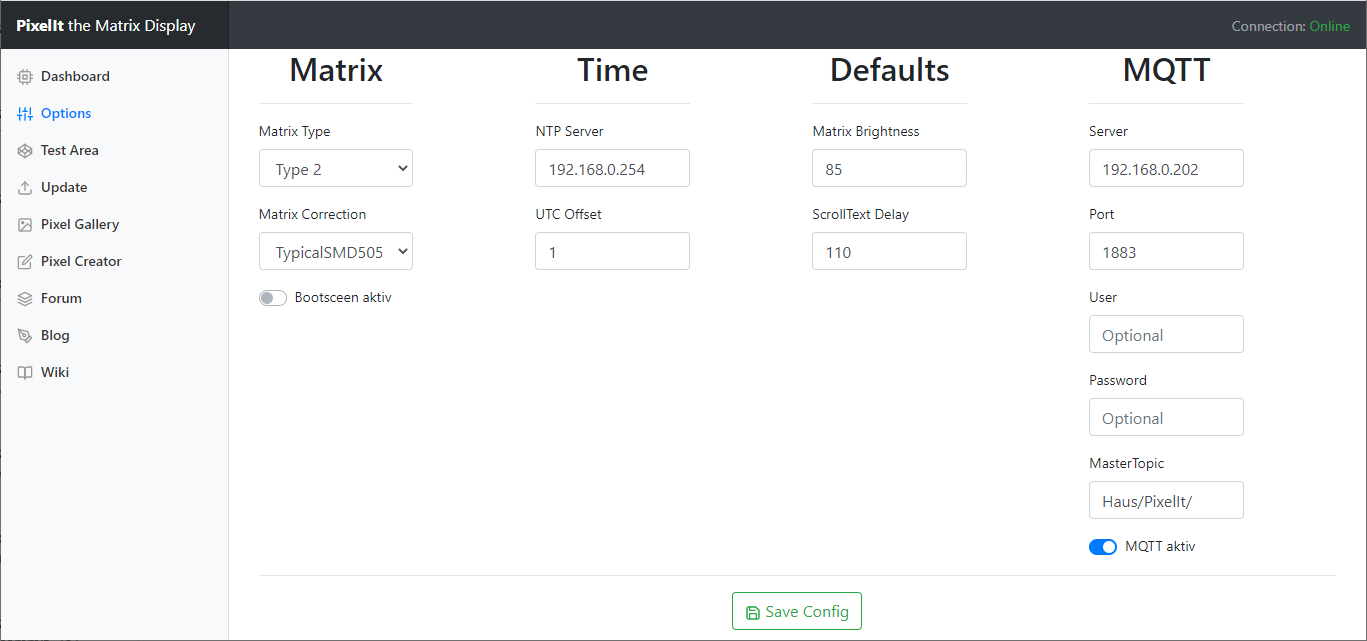 PixelIt the Matrix Display
Connection: Online
Dashboard
Options
Test Area
Update
Pixel Gallery
Pixel Creator
Forum
Blog
Wiki
Matrix
Matrix Type
Type 2
Matrix Correction
TypicalSMD505
Bootsceen aktiv
Time
NTP Server
192.168.0.254
UTC Offset
1
Defaults
Matrix Brightness
85
ScrollText Delay
110
MQTT
Server
192.168.0.202
Port
1883
User
Optional
Password
Optional
MasterTopic
Haus/PixelIt/
MQTT aktiv
Save Config